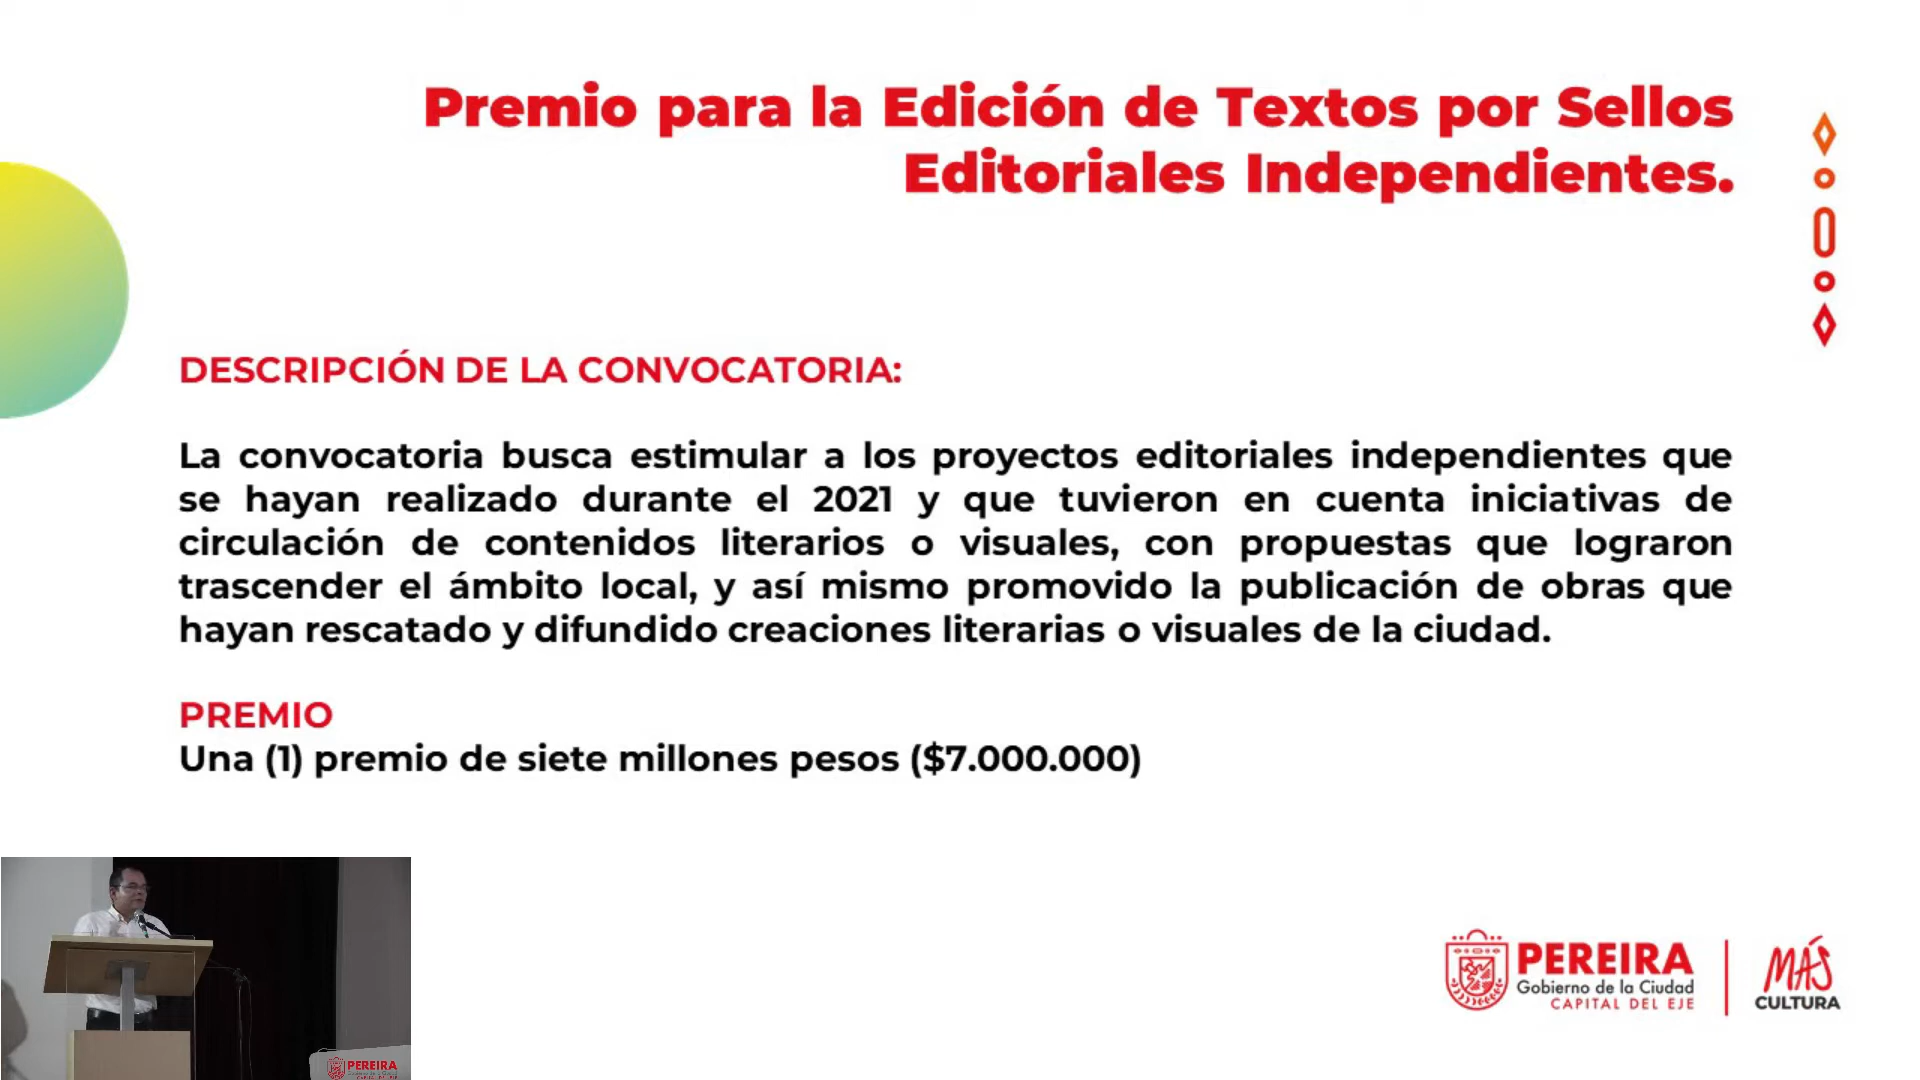 Premio para la Edición de Textos por Sellos
Editoriales Independientes.
DESCRIPCIÓN DE LA CONVOCATORIA:
La convocatoria busca estimular a los proyectos editoriales independientes que
se hayan realizado durante el 2021 y que tuvieron en cuenta iniciativas de
circulación de contenidos literarios o visuales, con propuestas que lograron
trascender el ámbito local, y así mismo promovido la publicación de obras que
hayan rescatado y difundido creaciones literarias o visuales de la ciudad.
PREMIO
Una (1) premio de siete millones pesos ($7.000.000)
PEREIRA
Gobierno de la Ciudad
CAPITAL DEL EJE
MÁS
CULTURA
PEREIRA